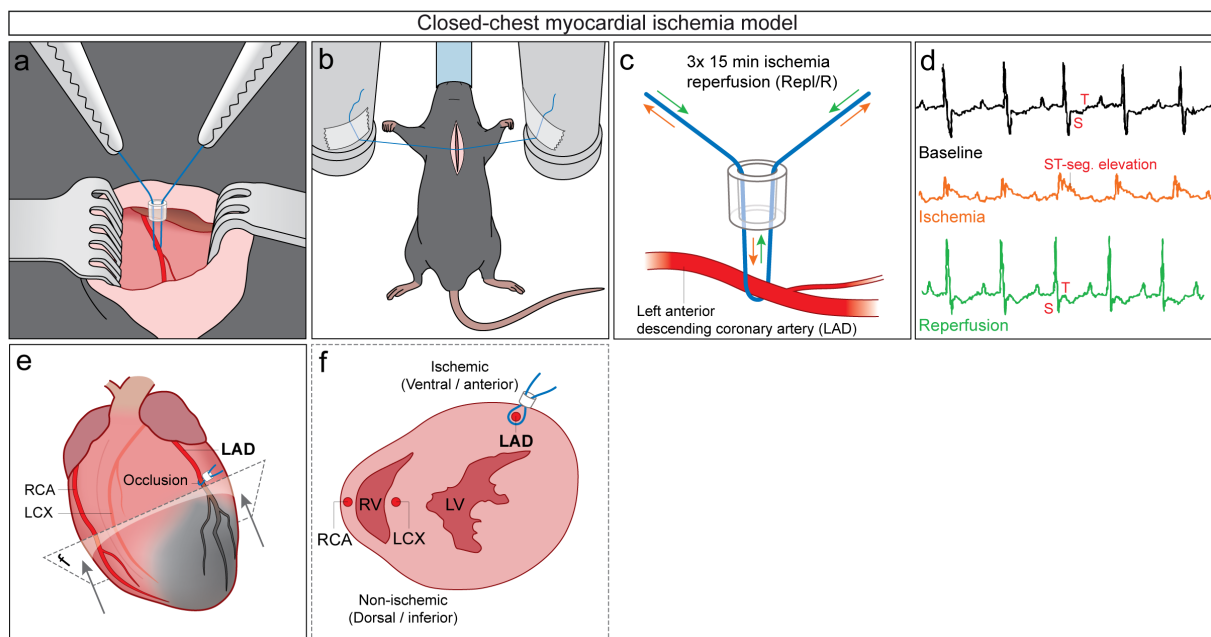 Closed-chest myocardial ischemia model
a
b
c
3x 15 min ischemia
reperfusion (RepI/R)
Left anterior
descending coronary artery (LAD)
d
T
S
Baseline
ST-seg. elevation
Ischemia
T
S
Reperfusion
e
LAD
Occlusion
RCA
LCX
f
f
Ischemic
(Ventral / anterior)
LAD
RV
LV
RCA
LCX
Non-ischemic
(Dorsal / inferior)